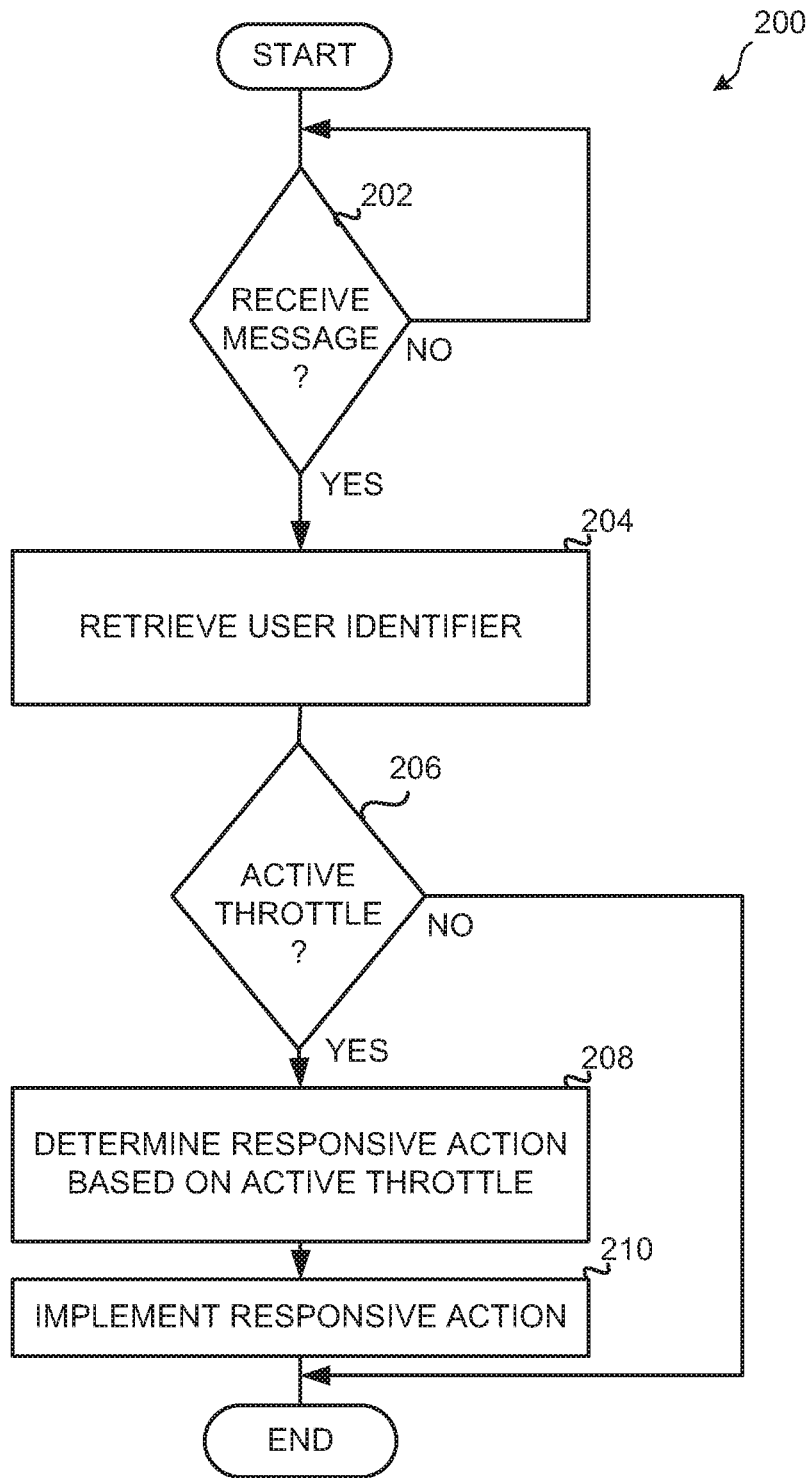 200
START
202
RECEIVE
MESSAGE
?
NO
YES
204
RETRIEVE USER IDENTIFIER
206
ACTIVE
THROTTLE
?
NO
YES
208
DETERMINE RESPONSIVE ACTION
BASED ON ACTIVE THROTTLE
210
IMPLEMENT RESPONSIVE ACTION
END